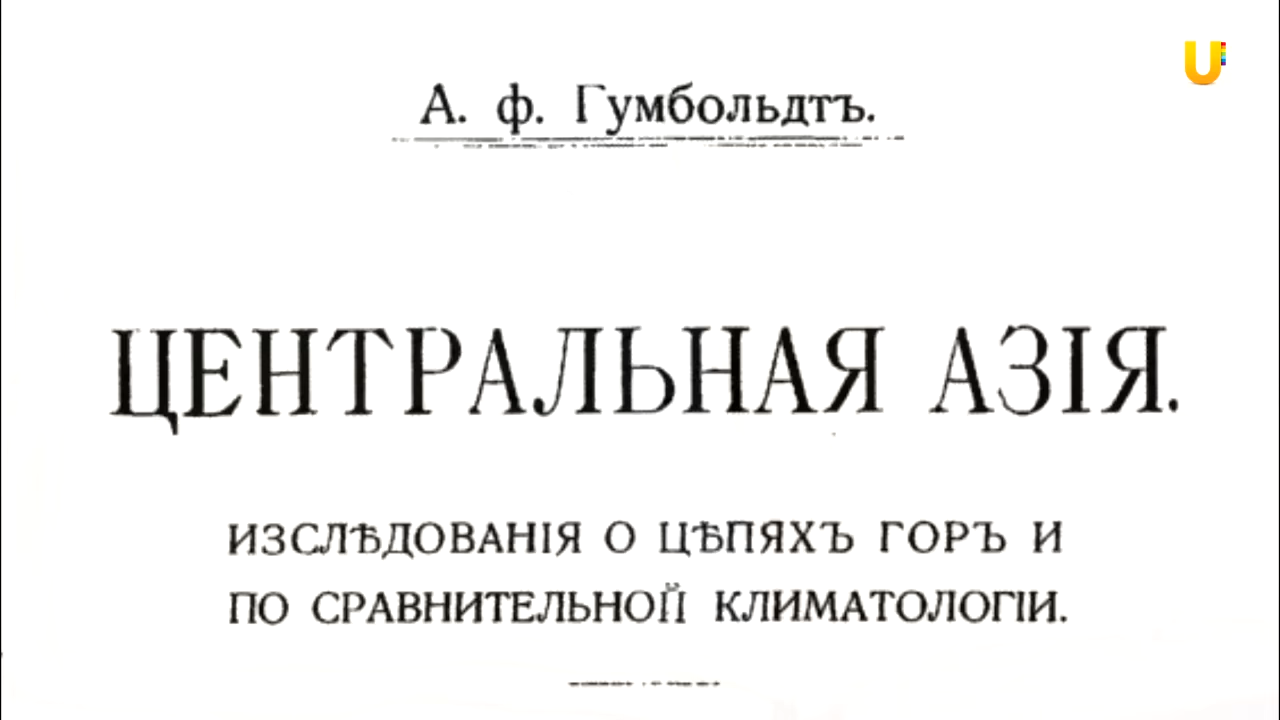 U
А. ф. Гумбольдтъ.
ЦЕНТРАЛЬНАЯ АЗІЯ.
ИЗСЛѢДОВАНІЯ О ЦѢПЯХЪ ГОРЪ И
ПО СРАВНИТЕЛЬНОЙ КЛИМАТОЛОГІИ.